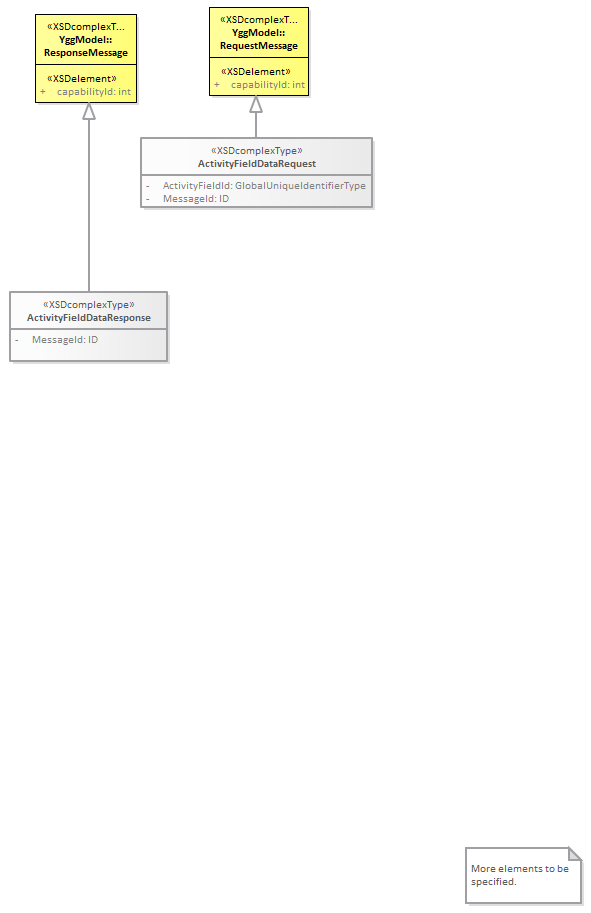 «XSDcomplexT...
YggModel::
ResponseMessage
«XSDelement»
+ capabilityId: int
«XSDcomplexT...
YggModel::
RequestMessage
«XSDelement»
+ capabilityId: int
«XSDcomplexType»
ActivityFieldDataRequest
- ActivityFieldId: GlobalUniqueIdentifierType
- MessageId: ID
«XSDcomplexType»
ActivityFieldDataResponse
- MessageId: ID
More elements to be
specified.